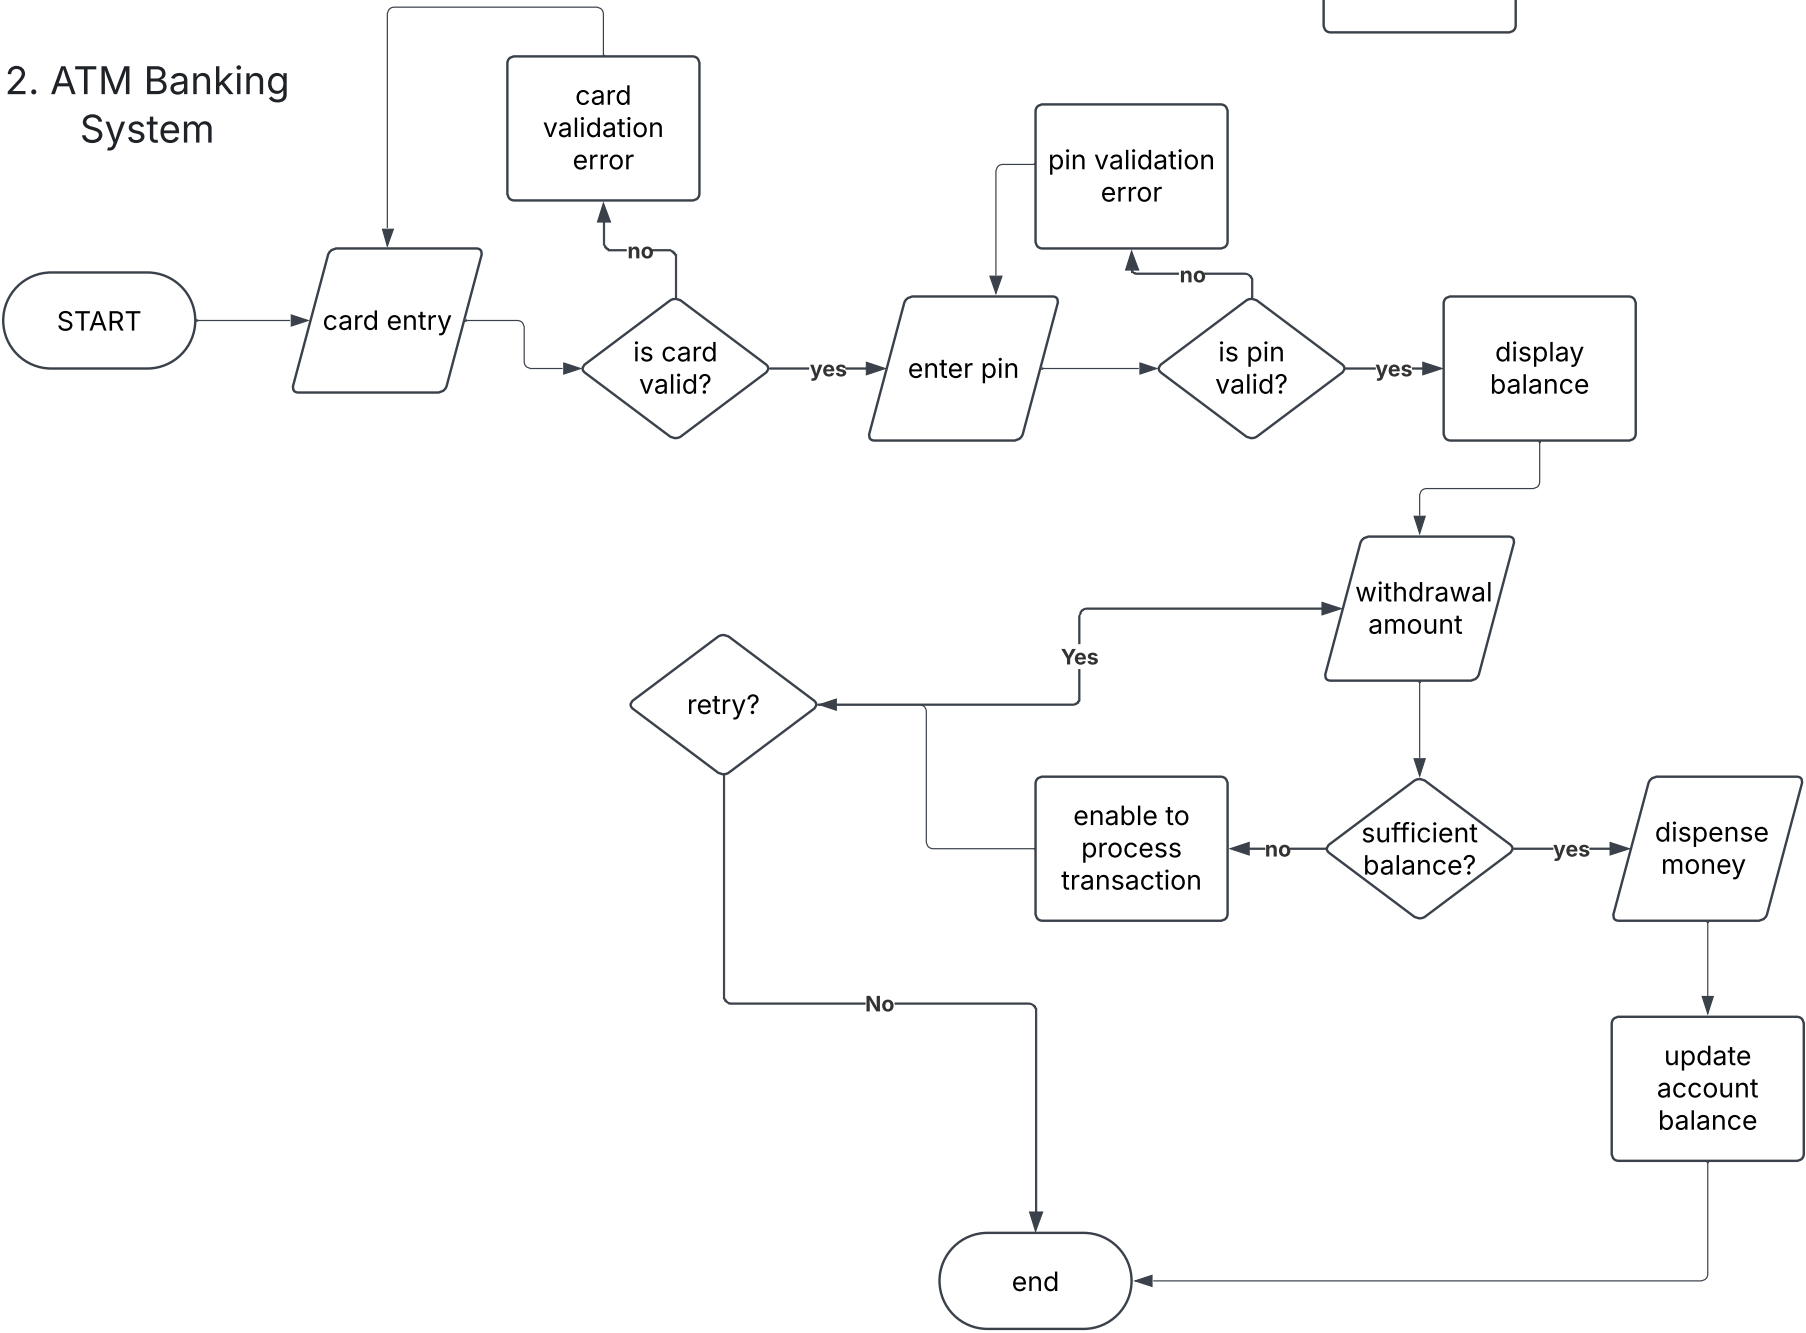 2. ATM Banking
System
card
validation
error
pin validation
error
no
no
START
card entry
is card
valid?
yes
enter pin
is pin
valid?
yes
display
balance
withdrawal
amount
Yes
retry?
enable to
process
transaction
no
sufficient
balance?
yes
dispense
money
No
update
account
balance
end